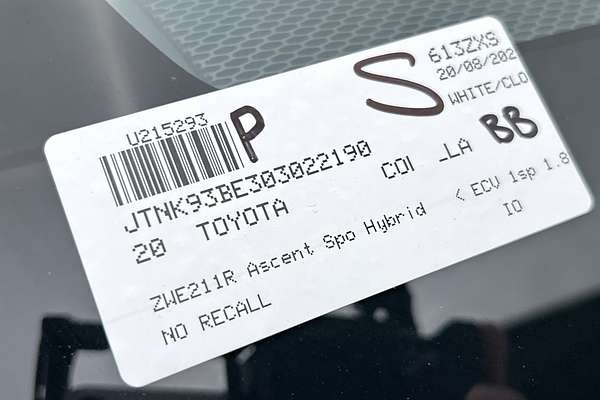 613ZXS
S
20/08/202
U215293
P
WHITE/CLO
BB
JTNK93BE303022190
20 TOYOTA COI _LA
ZWE211R Ascent Spo Hybrid < ECV 1sp 1.8
IO
NO RECALL